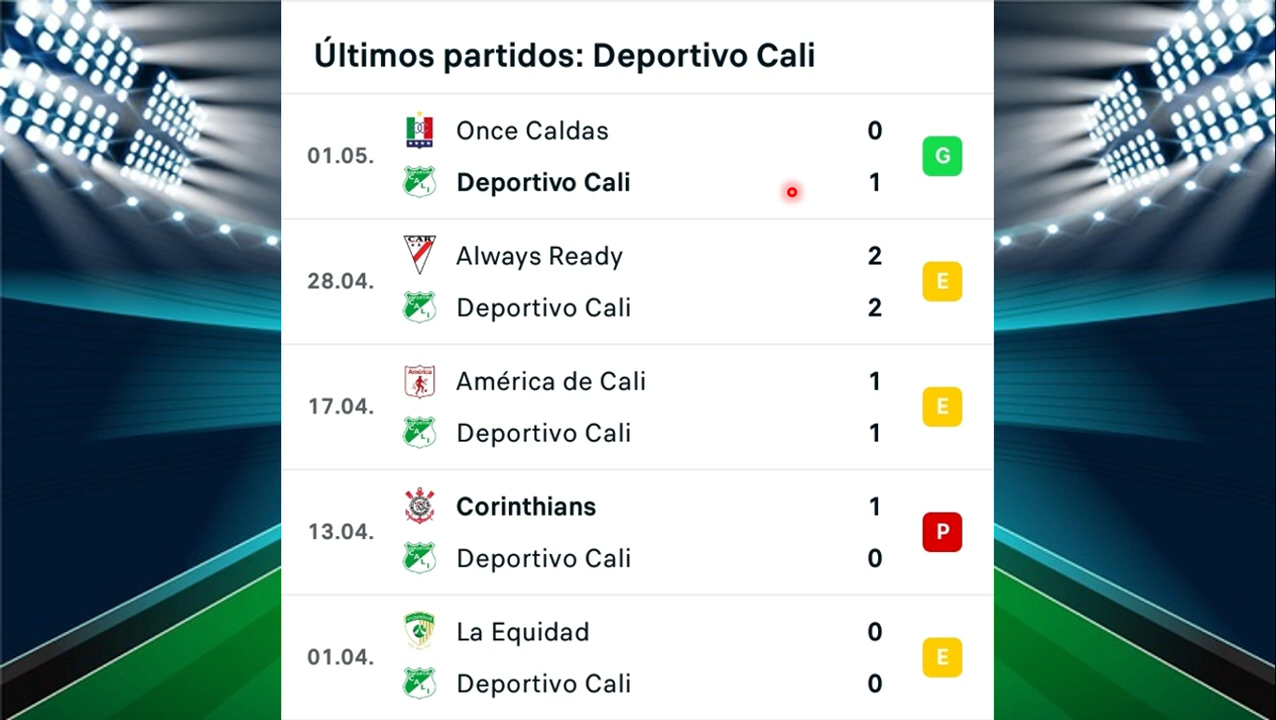 Últimos partidos: Deportivo Cali
01.05.
Once Caldas 0
Deportivo Cali 1
G
28.04.
Always Ready 2
Deportivo Cali 2
E
17.04.
América de Cali 1
Deportivo Cali 1
E
13.04.
Corinthians 1
Deportivo Cali 0
P
01.04.
La Equidad 0
Deportivo Cali 0
E